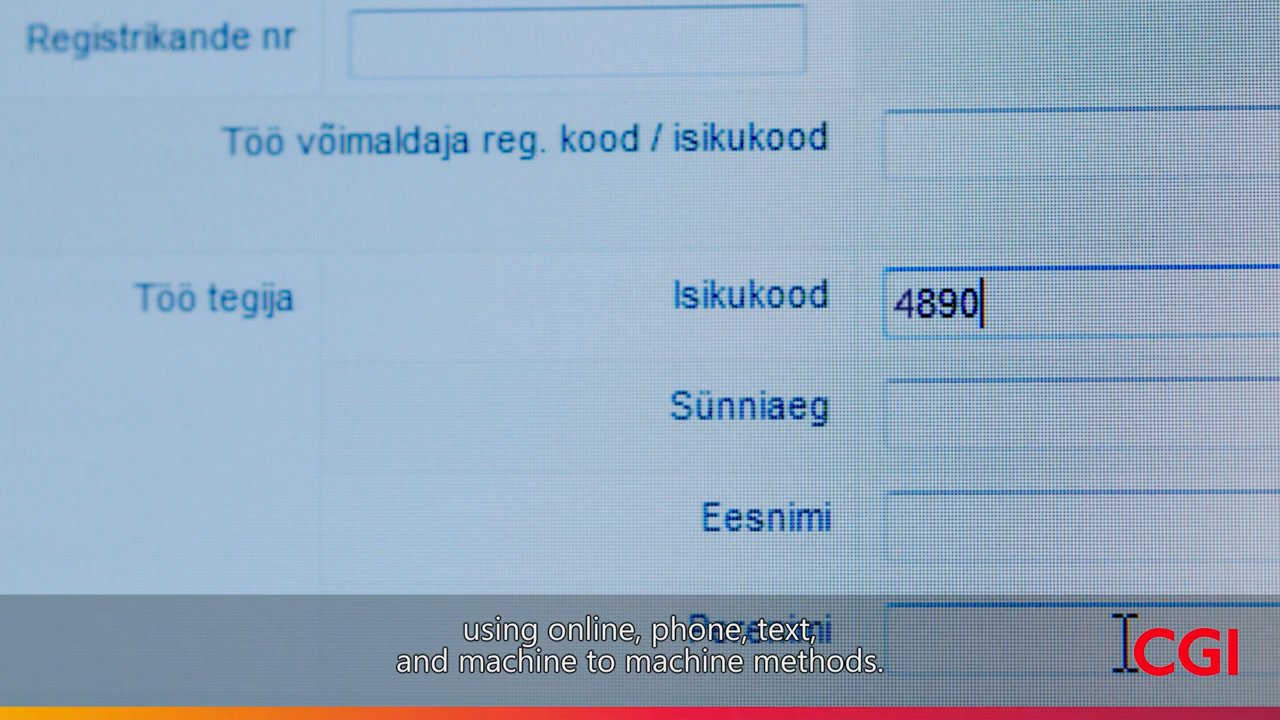 Registrikande nr
Töö võimaldaja reg. kood / isikukood
Töö tegija
Isikukood
4890
Sünniaeg
Eesnimi
using online, phone, text,
and machine to machine methods.
CGI